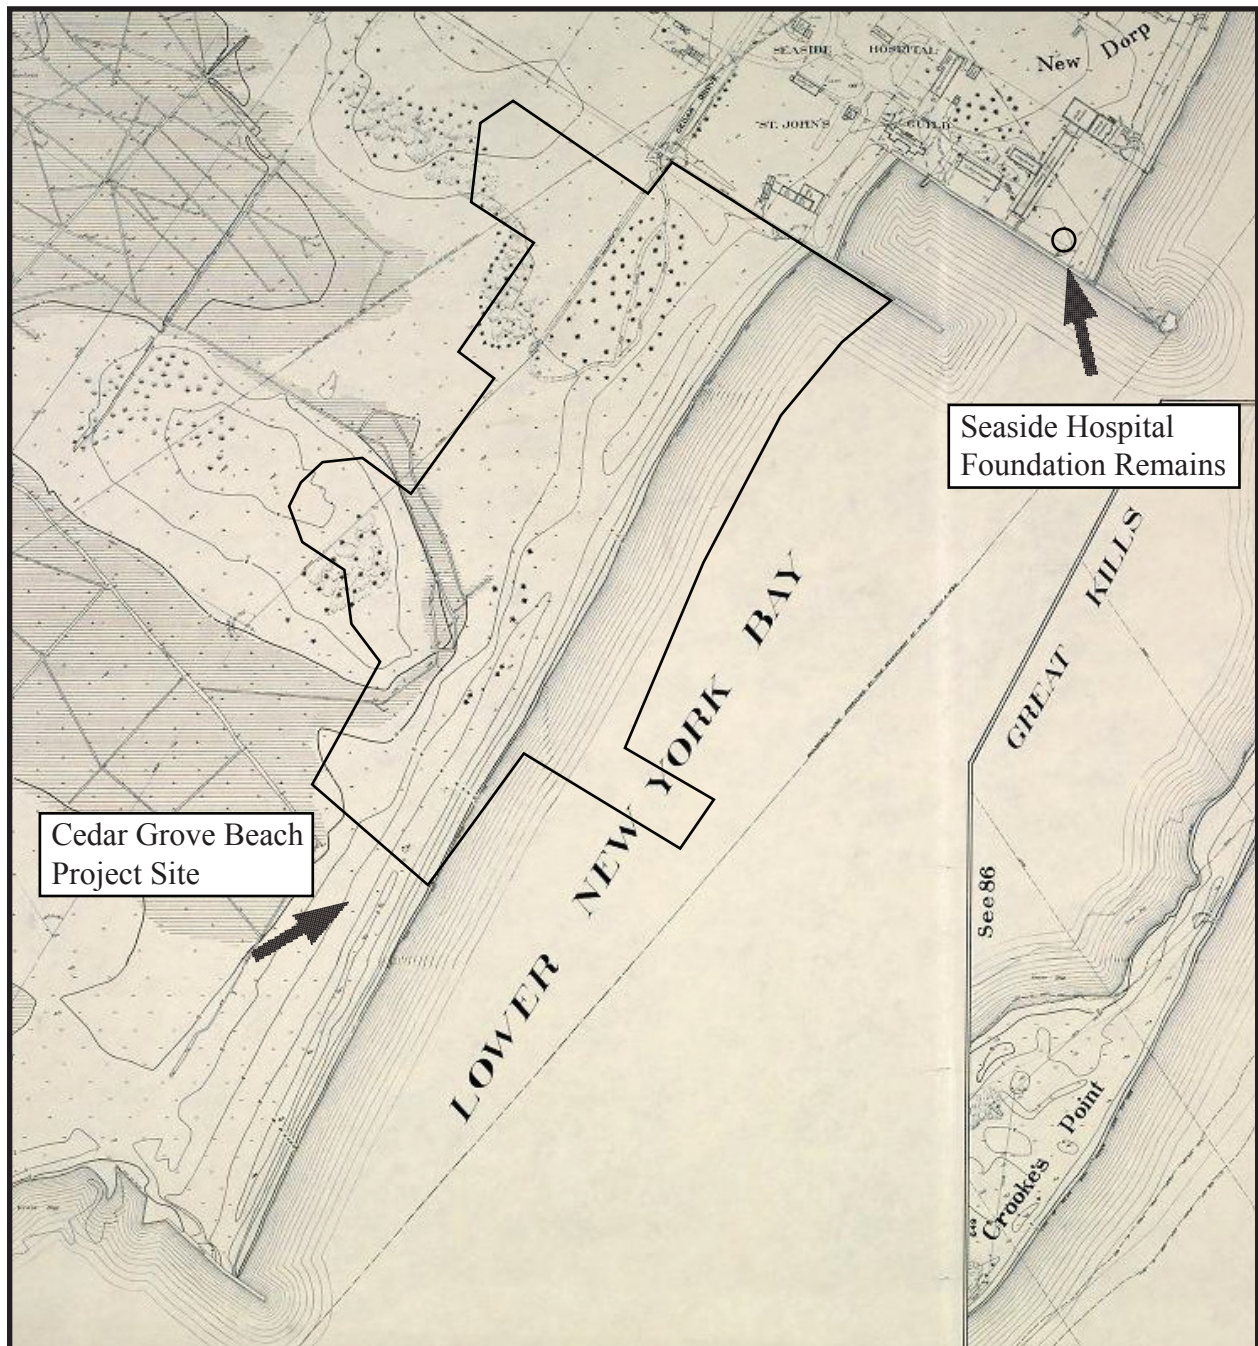 New Dorp
SEASIDE HOSPITAL
ST. JOHN'S GUILD
Seaside Hospital
Foundation Remains
GREAT KILLS
LOWER NEW YORK BAY
Cedar Grove Beach
Project Site
See 86
Crooke's Point